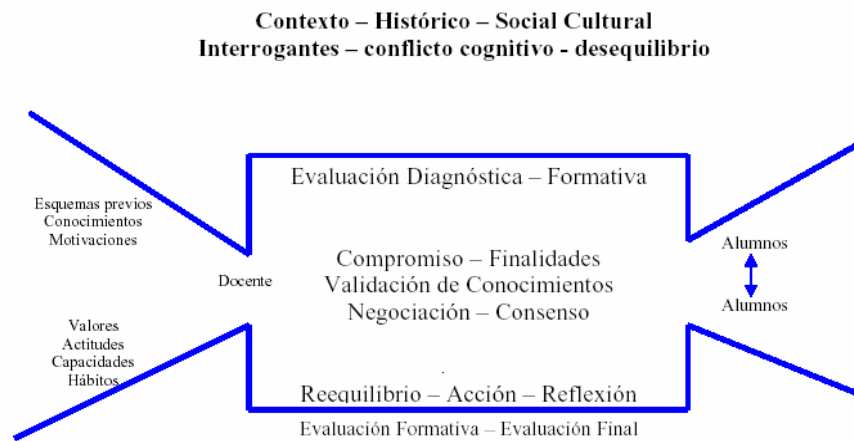 Contexto – Histórico – Social Cultural
Interrogantes – conflicto cognitivo - desequilibrio
Evaluación Diagnóstica – Formativa
Esquemas previos
Conocimientos
Motivaciones
Docente
Compromiso – Finalidades
Validación de Conocimientos
Negociación – Consenso
Alumnos
Alumnos
Valores
Actitudes
Capacidades
Hábitos
Reequilibrio – Acción – Reflexión
Evaluación Formativa – Evaluación Final